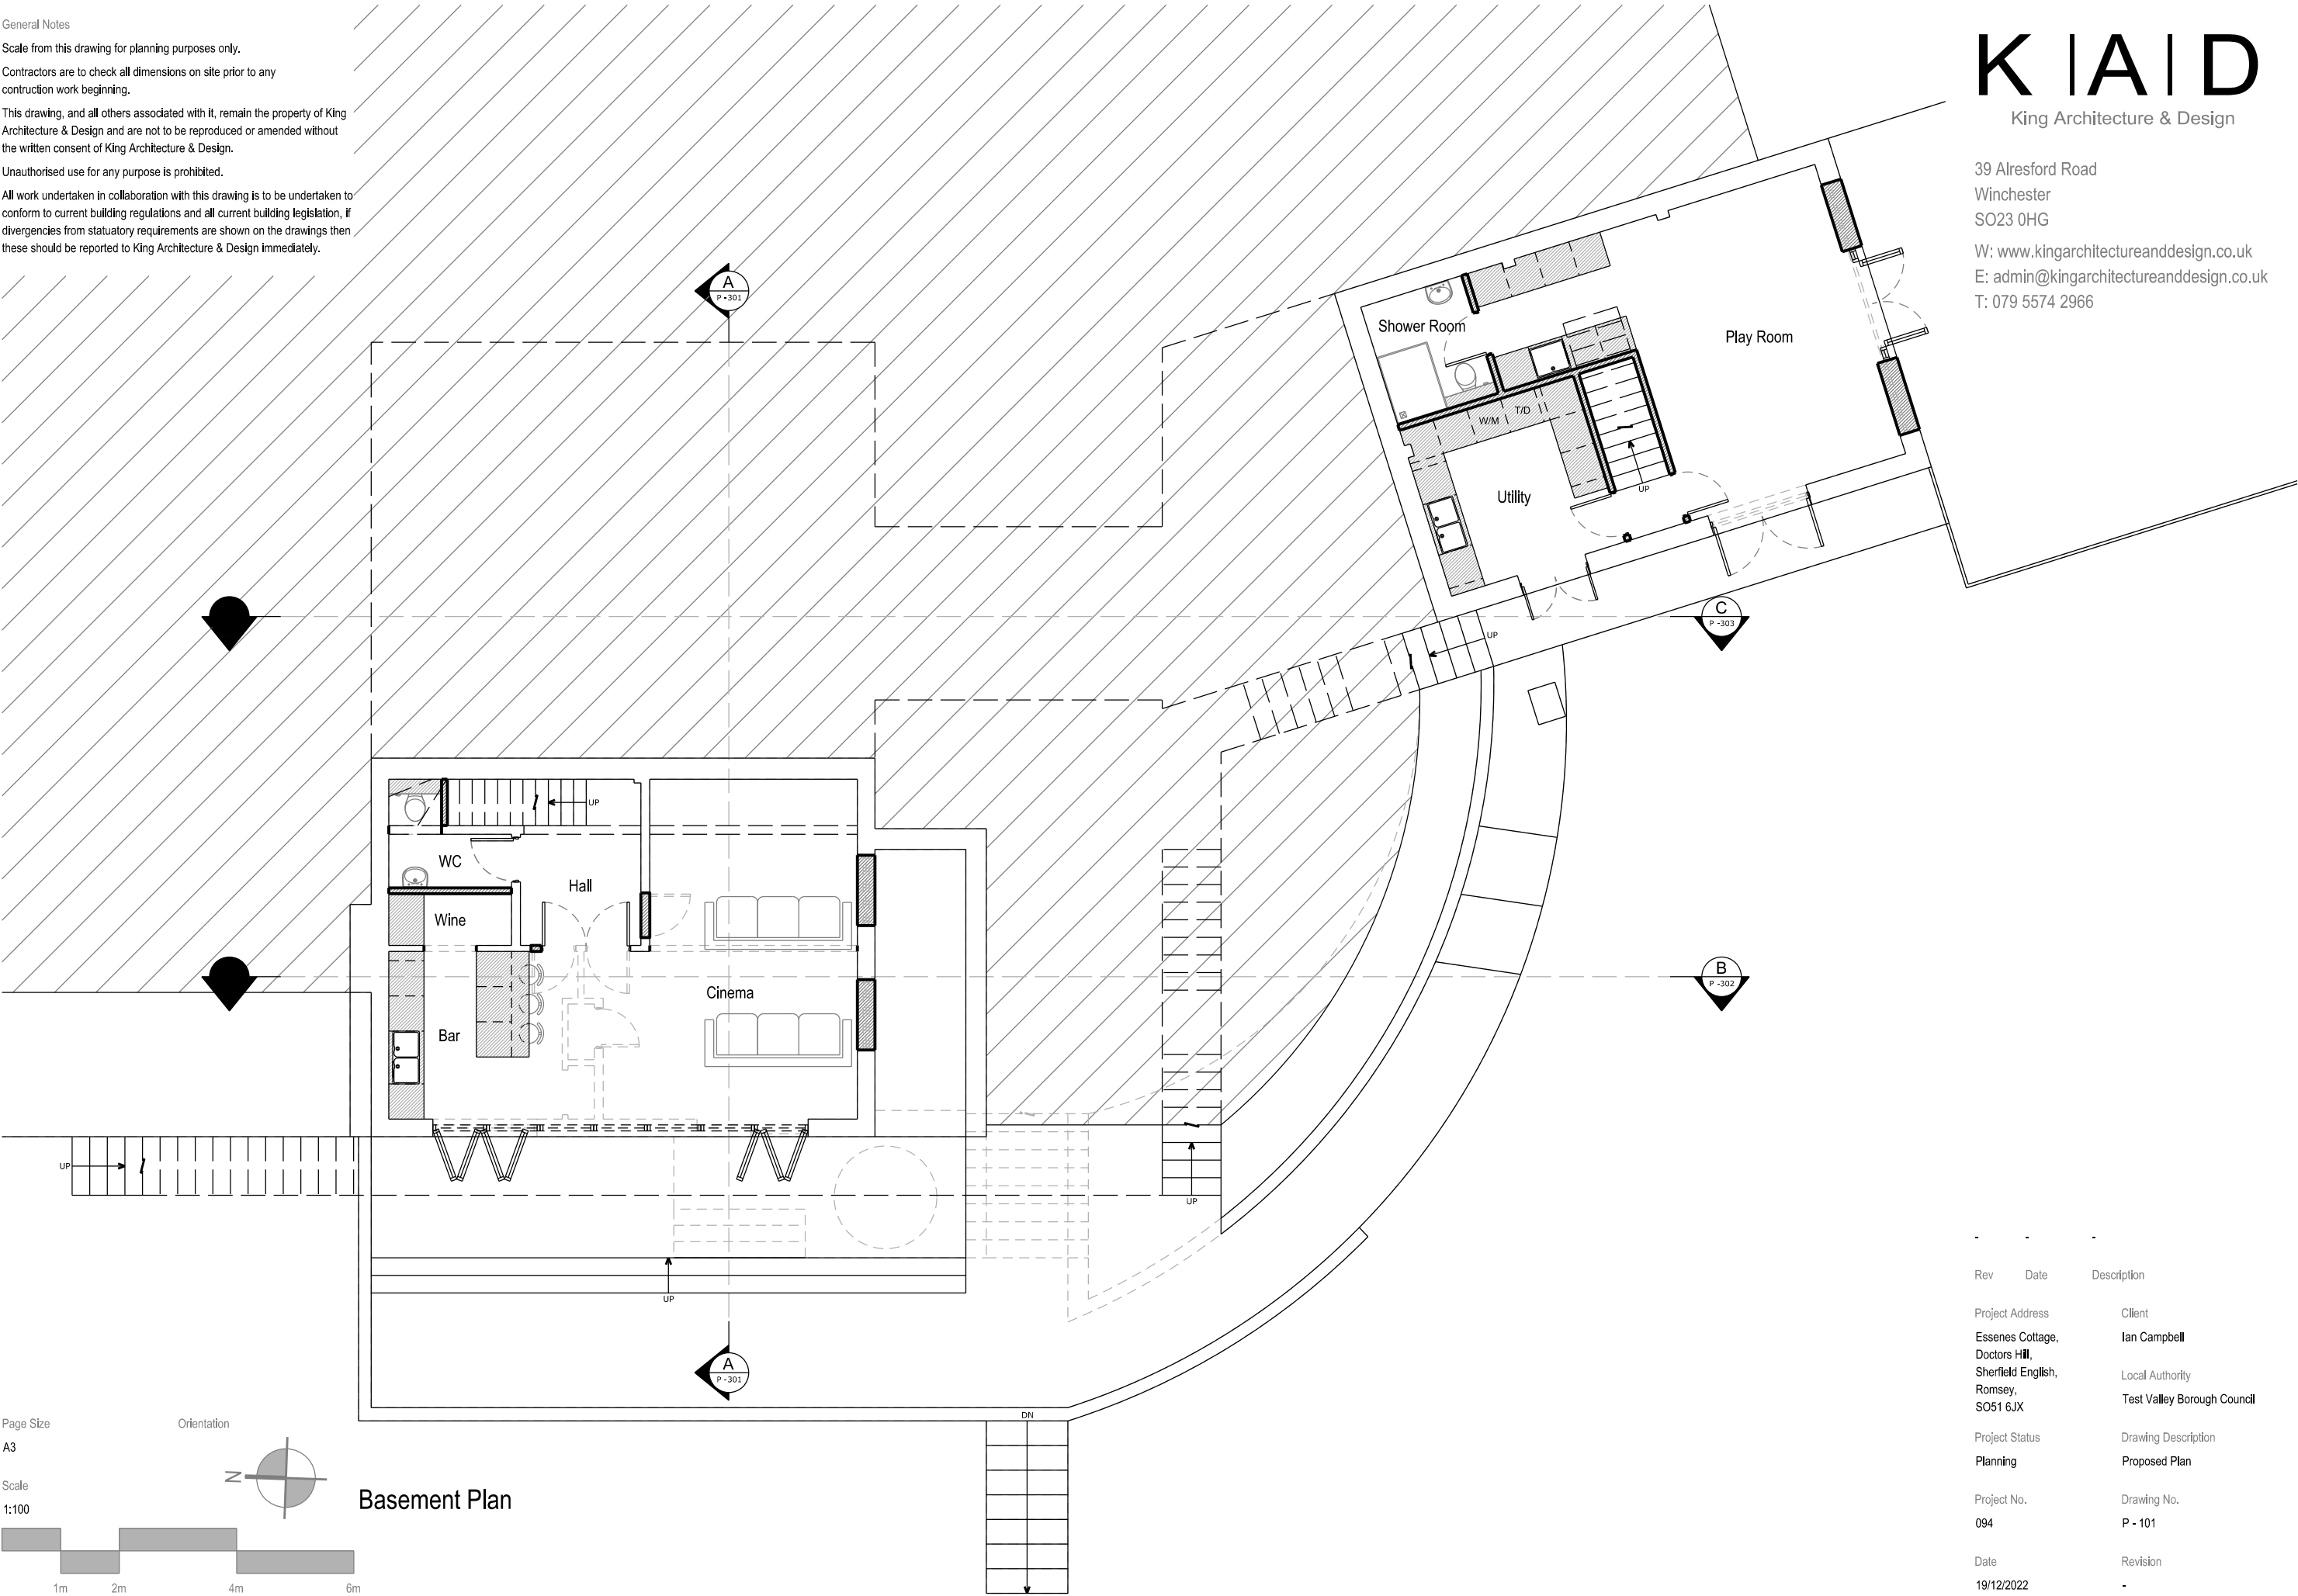 General Notes
Scale from this drawing for planning purposes only.
Contractors are to check all dimensions on site prior to any
contruction work beginning.
This drawing, and all others associated with it, remain the property of King
Architecture & Design and are not to be reproduced or amended without
the written consent of King Architecture & Design.
Unauthorised use for any purpose is prohibited.
All work undertaken in collaboration with this drawing is to be undertaken to
conform to current building regulations and all current building legislation, if
divergencies from statuatory requirements are shown on the drawings then
these should be reported to King Architecture & Design immediately.
K |A| D
King Architecture & Design
39 Alresford Road
Winchester
SO23 0HG
W: www.kingarchitectureanddesign.co.uk
E: admin@kingarchitectureanddesign.co.uk
T: 079 5574 2966
A
P -301
Shower Room
Play Room
W/M
T/D
Utility
UP
C
P -303
UP
UP
WC
Hall
Wine
Cinema
Bar
B
P -302
UP
UP
UP
A
P -301
DN
- - -
Rev Date Description
Project Address
Essenes Cottage,
Doctors Hill,
Sherfield English,
Romsey,
SO51 6JX
Client
Ian Campbell
Local Authority
Test Valley Borough Council
Project Status
Planning
Drawing Description
Proposed Plan
Project No.
094
Drawing No.
P - 101
Date
19/12/2022
Revision
-
Page Size
A3
Orientation
N
Scale
1:100
Basement Plan
1m 2m 4m 6m